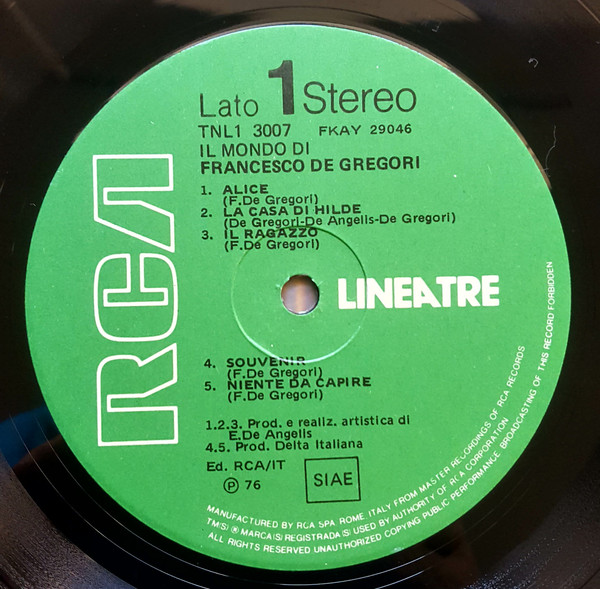 Lato 1 Stereo
TNL1 3007 FKAY 29046
IL MONDO DI
FRANCESCO DE GREGORI
1. ALICE
(F.De Gregori)
2. LA CASA DI HILDE
(De Gregori-De Angelis-De Gregori)
3. IL RAGAZZO
(F.De Gregori)
RCA
LINEATRE
4. SOUVENIR
(F.De Gregori)
5. NIENTE DA CAPIRE
(F.De Gregori)
1.2.3. Prod. e realiz. artistica di
E.De Angelis
4.5. Prod. Delta Italiana
Ed. RCA/IT
SIAE
Ⓟ 76
MANUFACTURED BY RCA SPA ROME ITALY FROM MASTER RECORDINGS OF RCA RECORDS
TM(S) ® MARCA(S) REGISTRADA(S) USED BY AUTHORITY OF RCA CORPORATION
ALL RIGHTS RESERVED UNAUTHORIZED COPYING PUBLIC PERFORMANCE BROADCASTING OF THIS RECORD FORBIDDEN